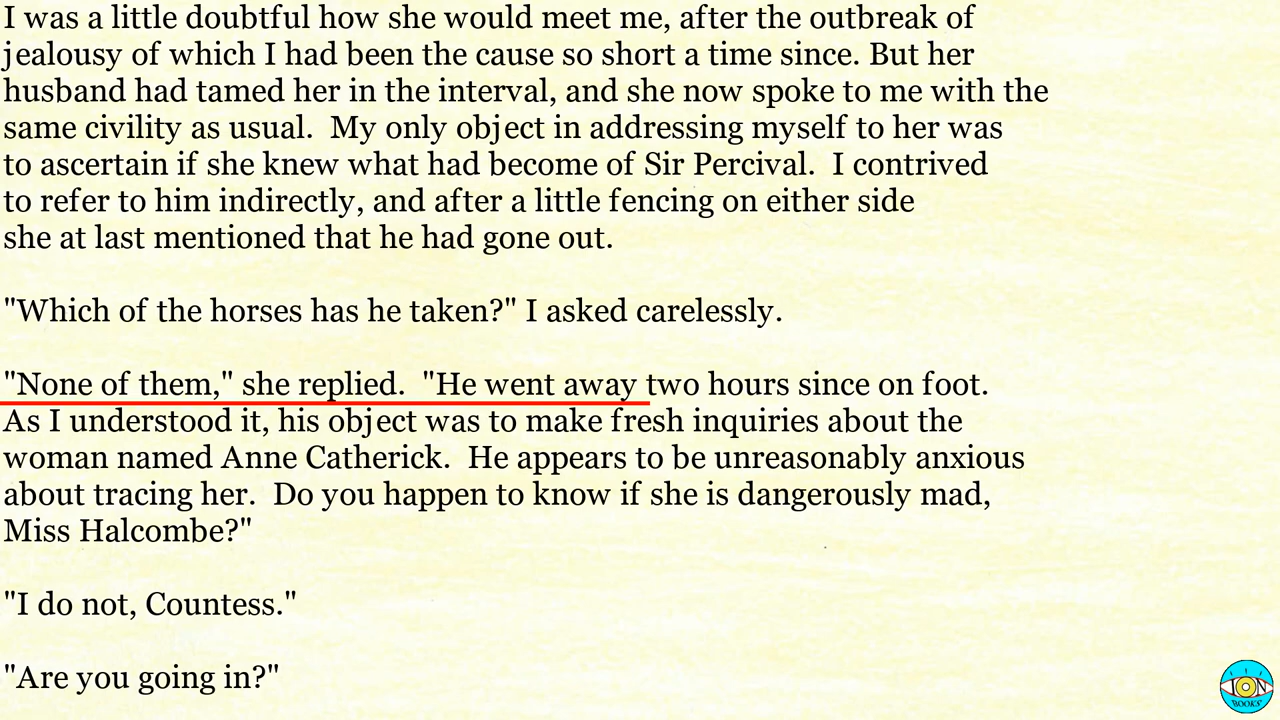 I was a little doubtful how she would meet me, after the outbreak of
jealousy of which I had been the cause so short a time since. But her
husband had tamed her in the interval, and she now spoke to me with the
same civility as usual.  My only object in addressing myself to her was
to ascertain if she knew what had become of Sir Percival.  I contrived
to refer to him indirectly, and after a little fencing on either side
she at last mentioned that he had gone out.
"Which of the horses has he taken?" I asked carelessly.
"None of them," she replied.  "He went away two hours since on foot.
As I understood it, his object was to make fresh inquiries about the
woman named Anne Catherick.  He appears to be unreasonably anxious
about tracing her.  Do you happen to know if she is dangerously mad,
Miss Halcombe?"
"I do not, Countess."
"Are you going in?"
ION
BOOKS